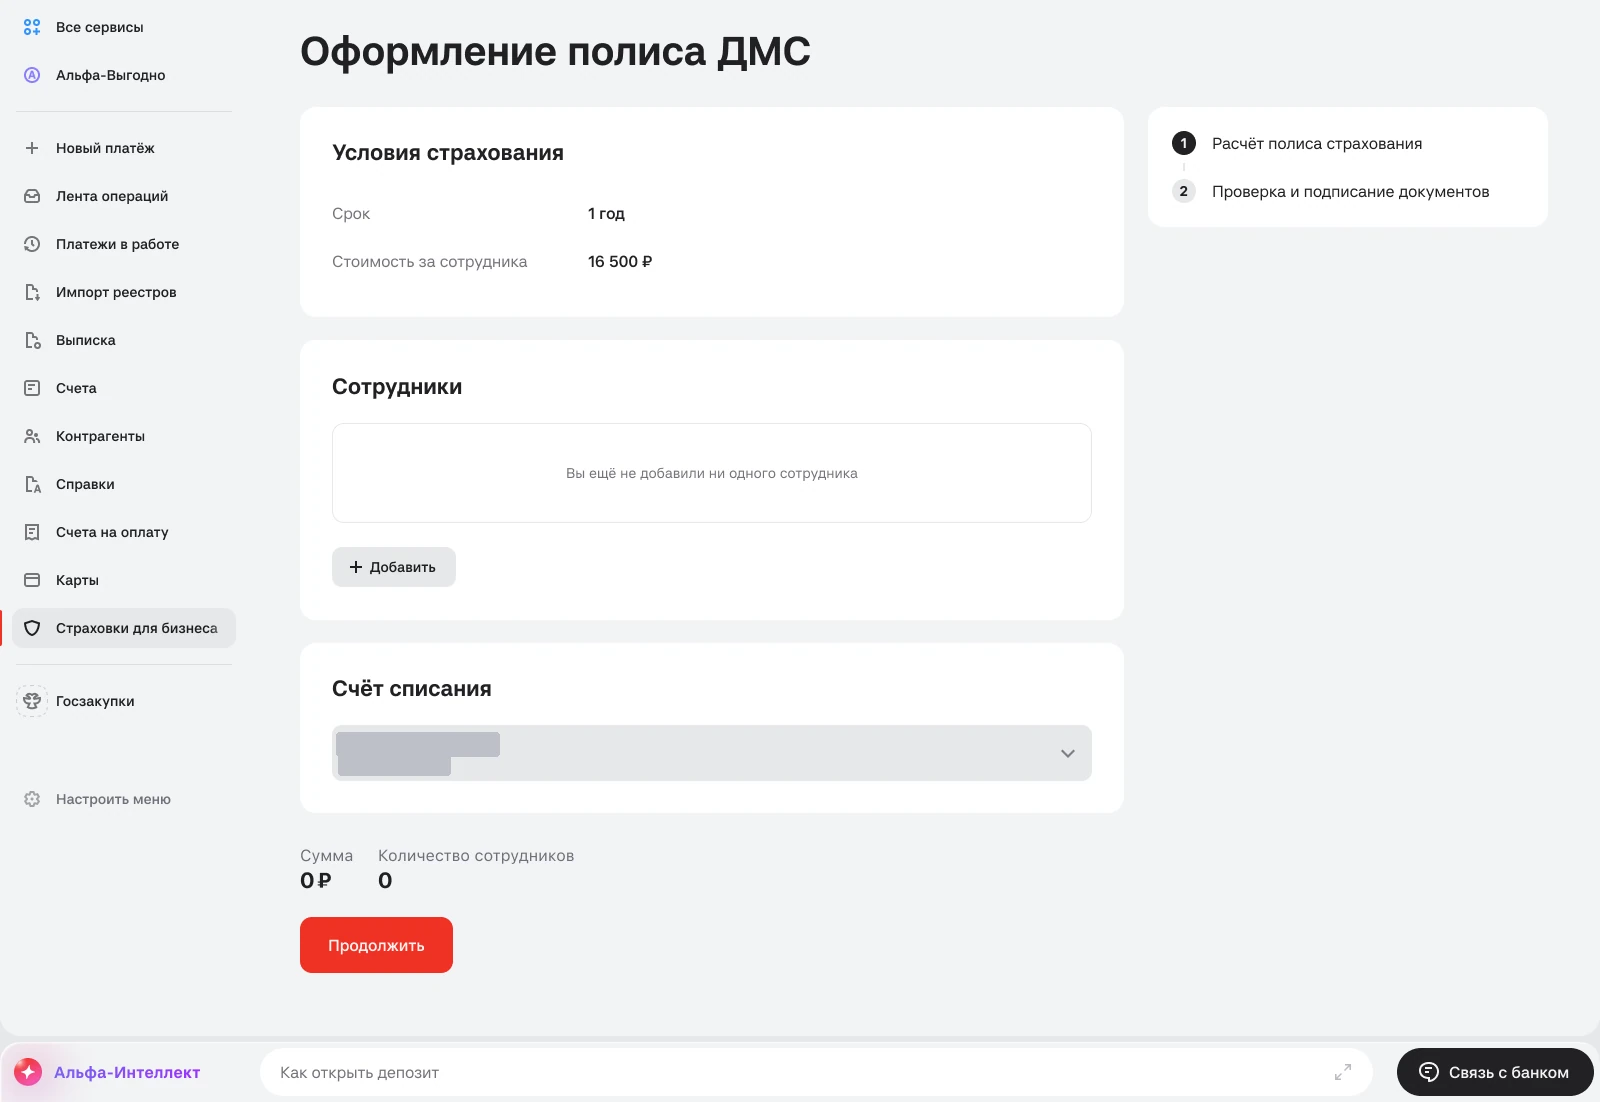 Все сервисы
Альфа-Выгодно
Новый платёж
Лента операций
Платежи в работе
Импорт реестров
Выписка
Счета
Контрагенты
Справки
Счета на оплату
Карты
Страховки для бизнеса
Госзакупки
Настроить меню
Оформление полиса ДМС
Условия страхования
Срок 1 год
Стоимость за сотрудника 16 500 ₽
Сотрудники
Вы ещё не добавили ни одного сотрудника
Добавить
Счёт списания
Сумма Количество сотрудников
0 ₽ 0
Продолжить
1 Расчёт полиса страхования
2 Проверка и подписание документов
Альфа-Интеллект
Как открыть депозит
Связь с банком